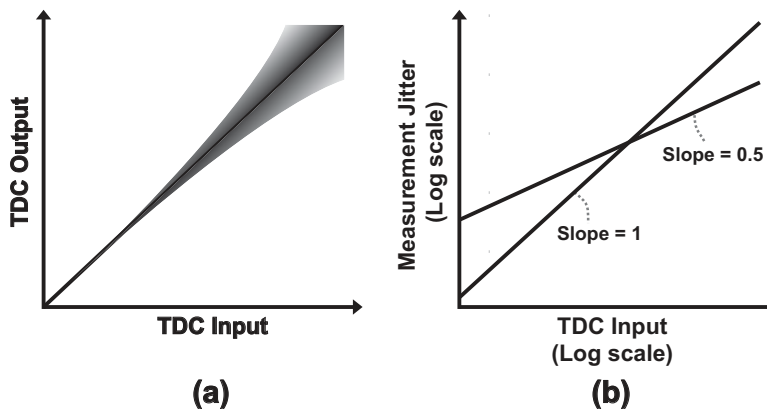 TDC Output
TDC Input
(a)
Measurement Jitter
(Log scale)
Slope = 0.5
Slope = 1
TDC Input
(Log scale)
(b)